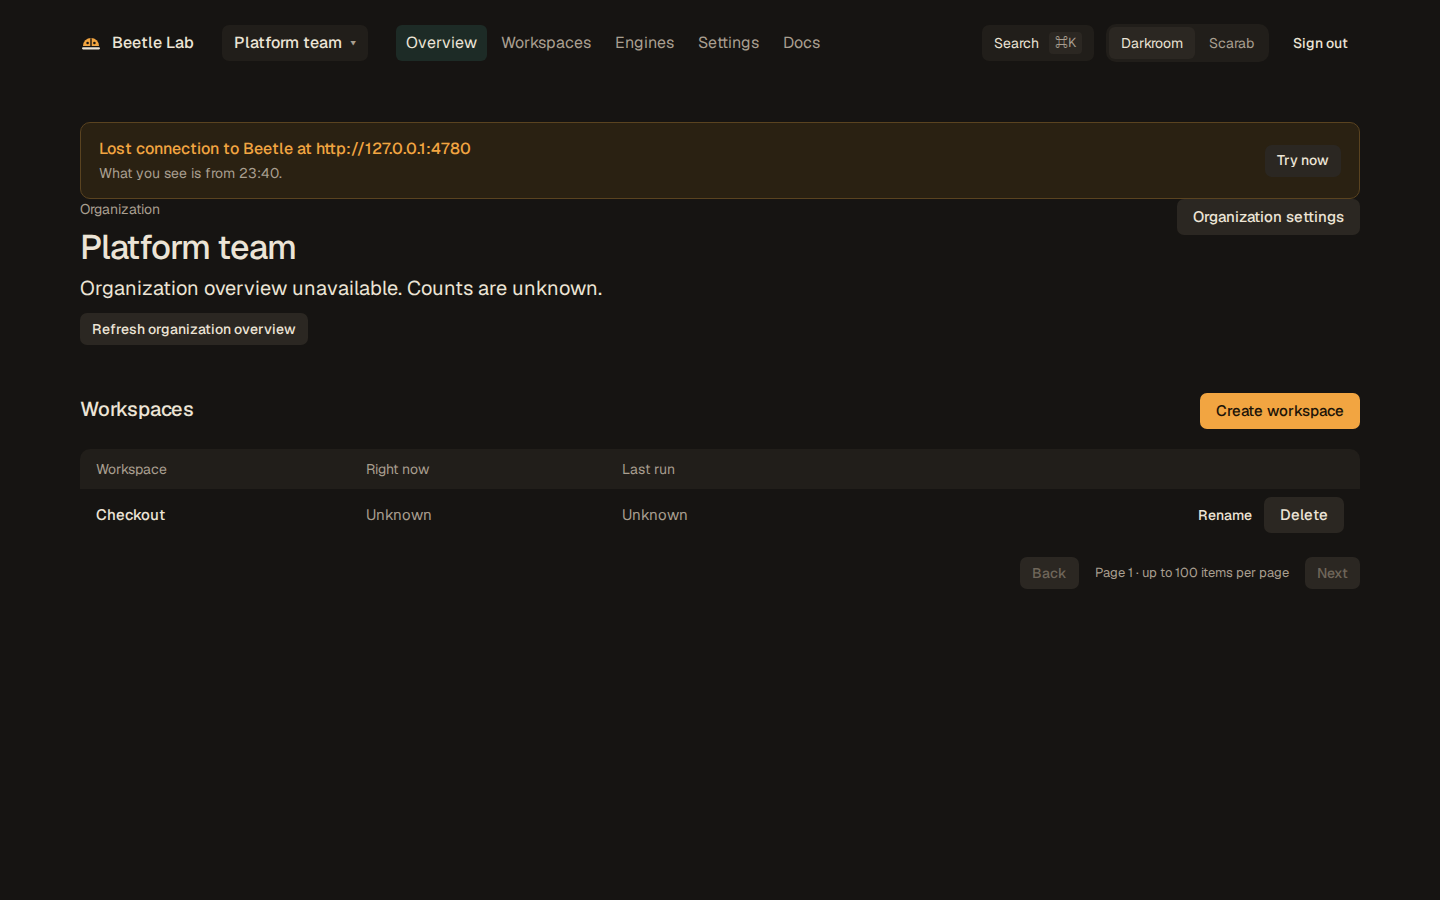 Beetle Lab Platform team ▾ Overview Workspaces Engines Settings Docs Search ⌘K Darkroom Scarab Sign out
Lost connection to Beetle at http://127.0.0.1:4780
What you see is from 23:40.
Try now
Organization
Organization settings
Platform team
Organization overview unavailable. Counts are unknown.
Refresh organization overview
Workspaces
Create workspace
Workspace Right now Last run
Checkout Unknown Unknown Rename Delete
Back Page 1 · up to 100 items per page Next